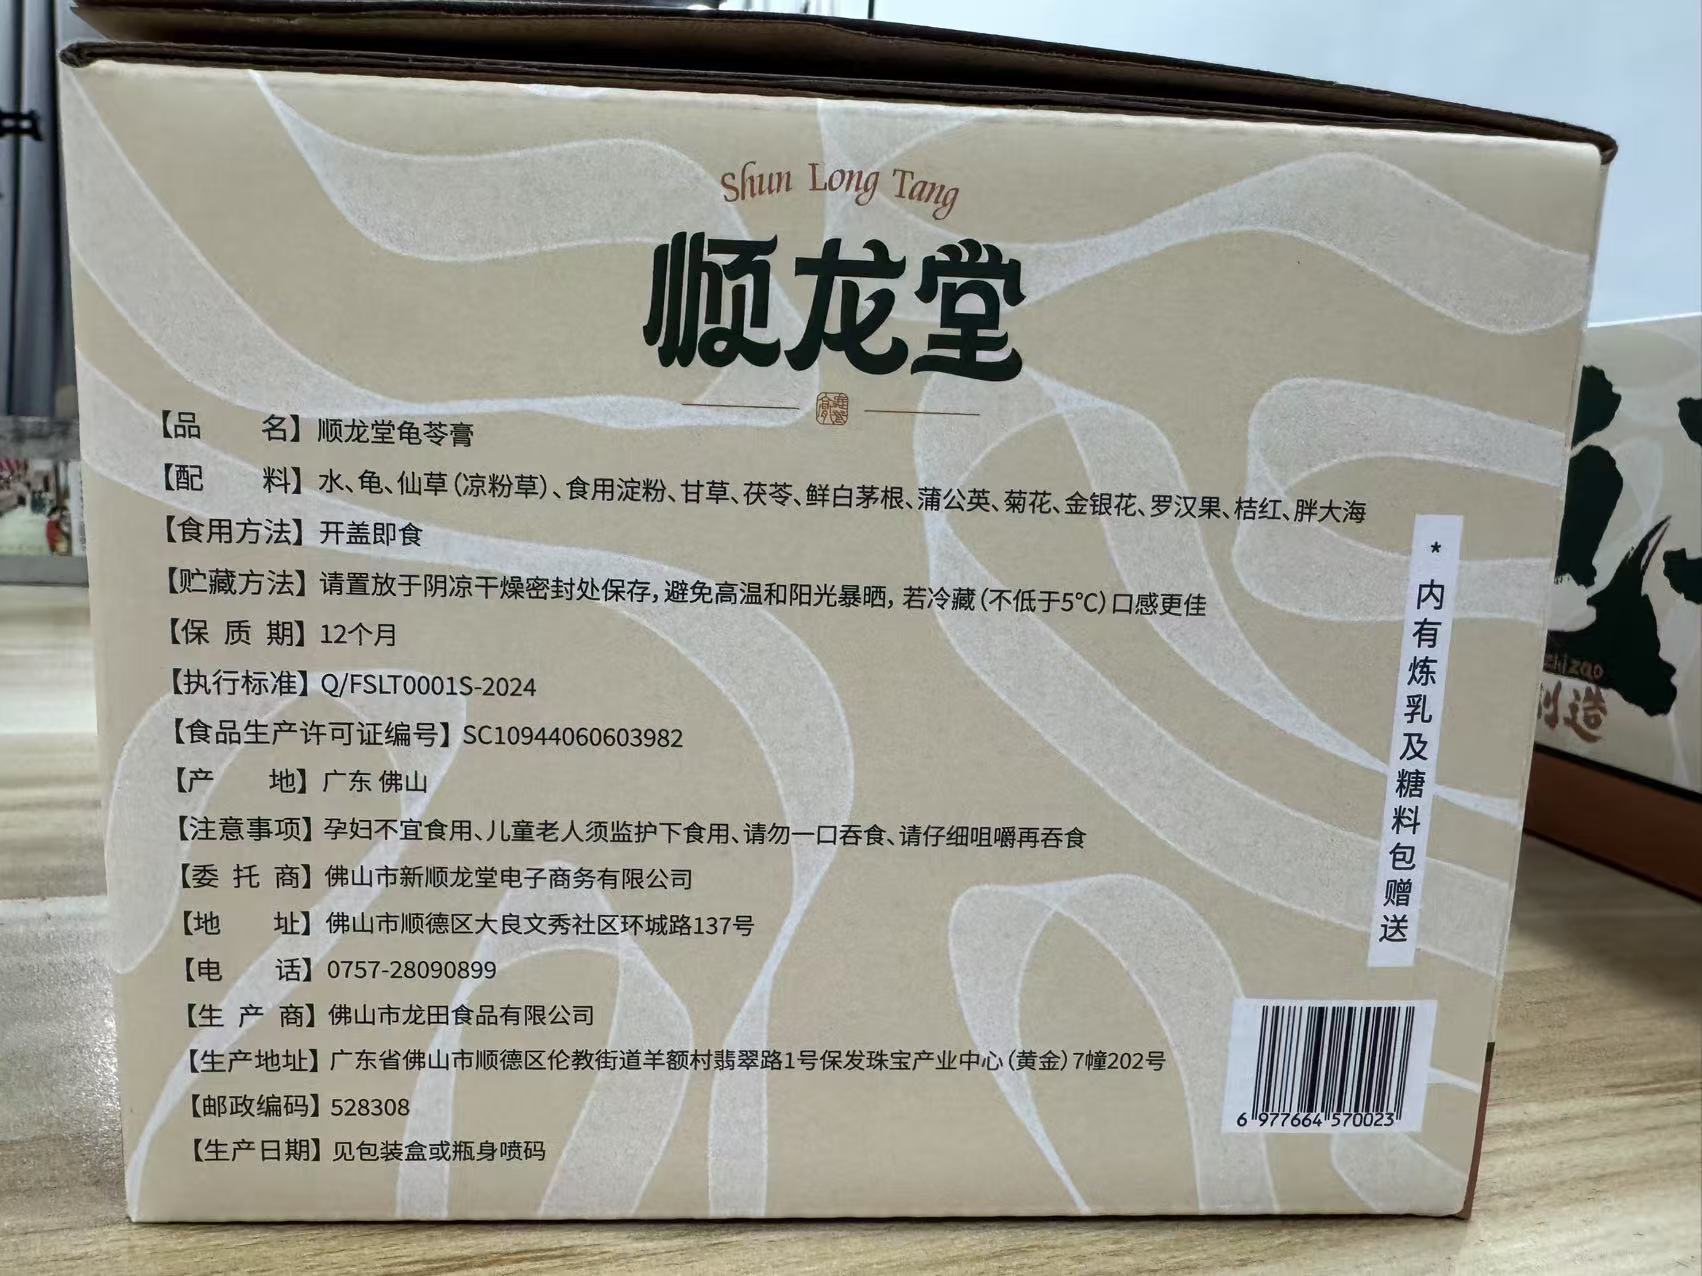 Shun Long Tang
顺龙堂
【品 名】顺龙堂龟苓膏
【配 料】水、龟、仙草（凉粉草）、食用淀粉、甘草、茯苓、鲜白茅根、蒲公英、菊花、金银花、罗汉果、桔红、胖大海
【食用方法】开盖即食
【贮藏方法】请置放于阴凉干燥密封处保存，避免高温和阳光暴晒，若冷藏（不低于5℃）口感更佳
【保 质 期】12个月
【执行标准】Q/FSLT0001S-2024
【食品生产许可证编号】SC10944060603982
【产 地】广东 佛山
【注意事项】孕妇不宜食用、儿童老人须监护下食用、请勿一口吞食、请仔细咀嚼再吞食
【委 托 商】佛山市新顺龙堂电子商务有限公司
【地 址】佛山市顺德区大良文秀社区环城路137号
【电 话】0757-28090899
【生 产 商】佛山市龙田食品有限公司
【生产地址】广东省佛山市顺德区伦教街道羊额村翡翠路1号保发珠宝产业中心（黄金）7幢202号
【邮政编码】528308
【生产日期】见包装盒或瓶身喷码
*内有炼乳及糖料包赠送
6 977664 570023
造